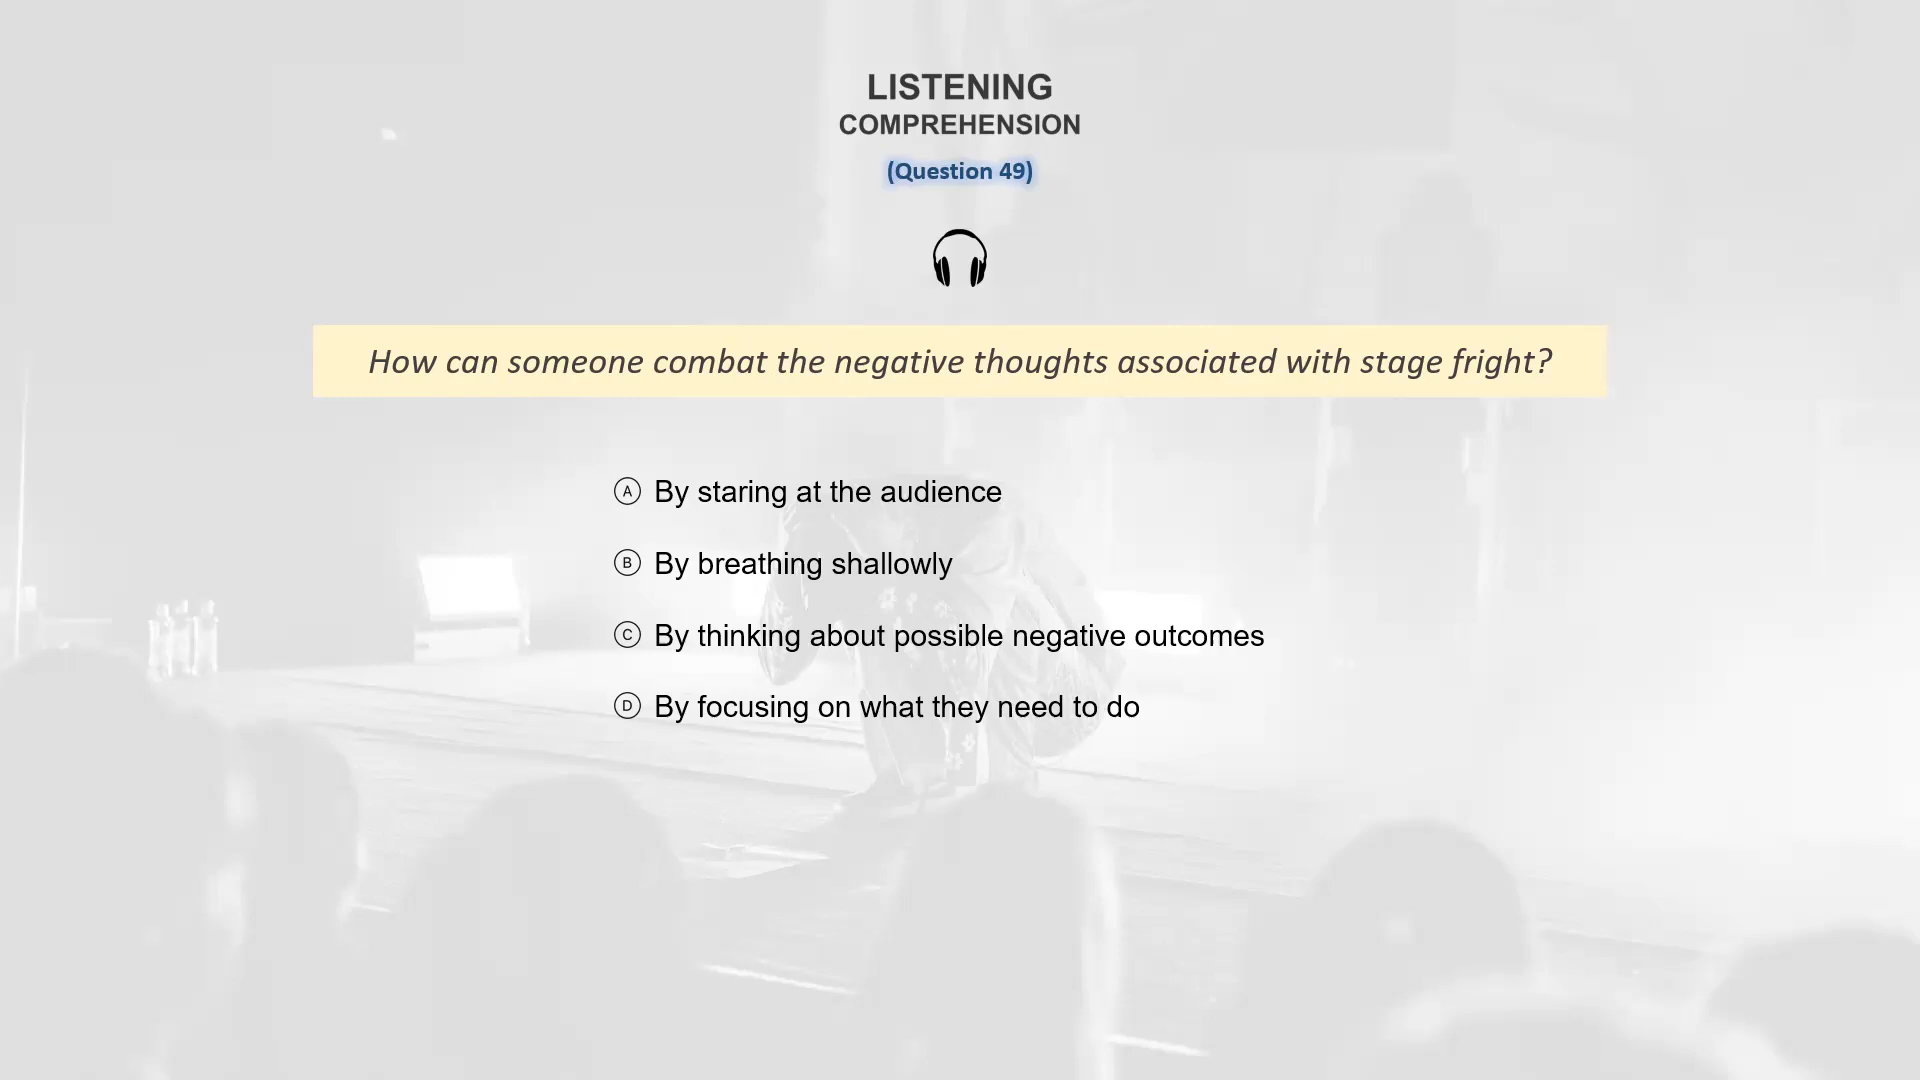 LISTENING
COMPREHENSION
(Question 49)
How can someone combat the negative thoughts associated with stage fright?
A By staring at the audience
B By breathing shallowly
C By thinking about possible negative outcomes
D By focusing on what they need to do